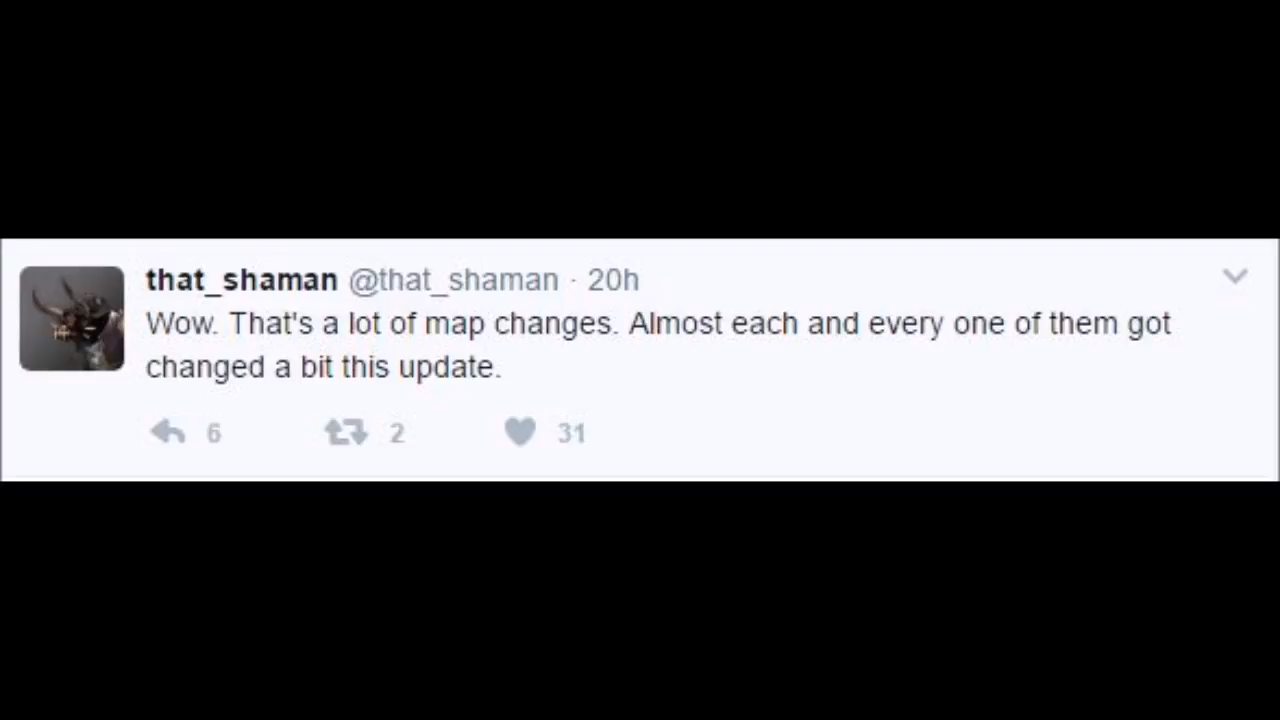 that_shaman @that_shaman · 20h
Wow. That's a lot of map changes. Almost each and every one of them got
changed a bit this update.
6 2 31